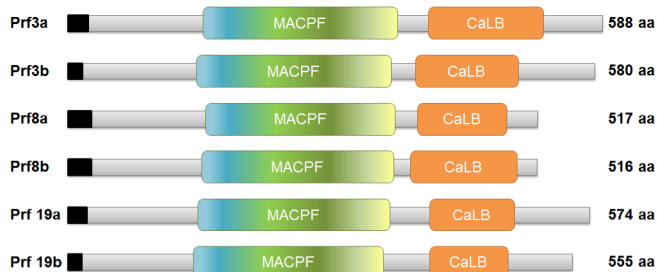 Prf3a MACPF CaLB 588 aa
Prf3b MACPF CaLB 580 aa
Prf8a MACPF CaLB 517 aa
Prf8b MACPF CaLB 516 aa
Prf 19a MACPF CaLB 574 aa
Prf 19b MACPF CaLB 555 aa